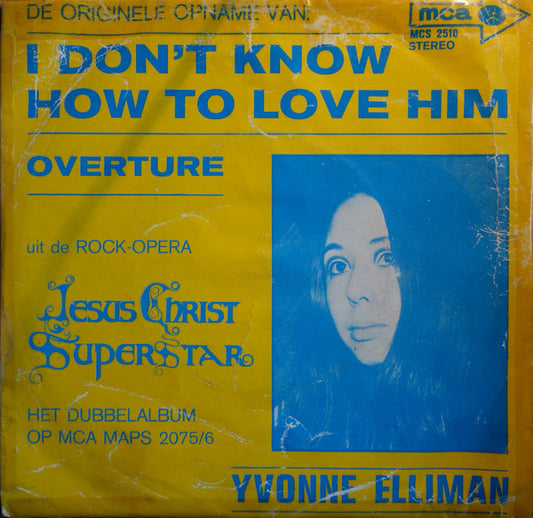 DE ORIGINELE OPNAME VAN:
mca
MCS 2510
STEREO
I DON'T KNOW
HOW TO LOVE HIM
OVERTURE
uit de ROCK-OPERA
Jesus Christ
SuperStar
HET DUBBELALBUM
OP MCA MAPS 2075/6
YVONNE ELLIMAN